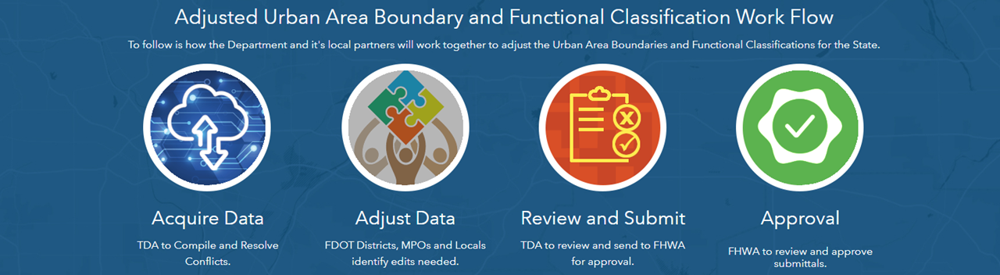 Adjusted Urban Area Boundary and Functional Classification Work Flow
To follow is how the Department and it's local partners will work together to adjust the Urban Area Boundaries and Functional Classifications for the State.
Acquire Data
TDA to Compile and Resolve
Conflicts.
Adjust Data
FDOT Districts, MPOs and Locals
identify edits needed.
Review and Submit
TDA to review and send to FHWA
for approval.
Approval
FHWA to review and approve
submittals.